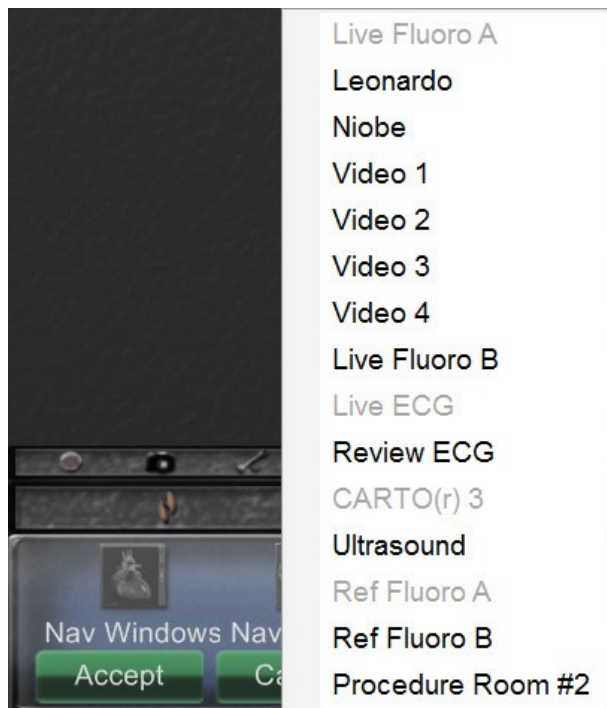 Live Fluoro A
Leonardo
Niobe
Video 1
Video 2
Video 3
Video 4
Live Fluoro B
Live ECG
Review ECG
CARTO(r) 3
Ultrasound
Ref Fluoro A
Ref Fluoro B
Procedure Room #2
Nav Windows Nav
Accept Ca